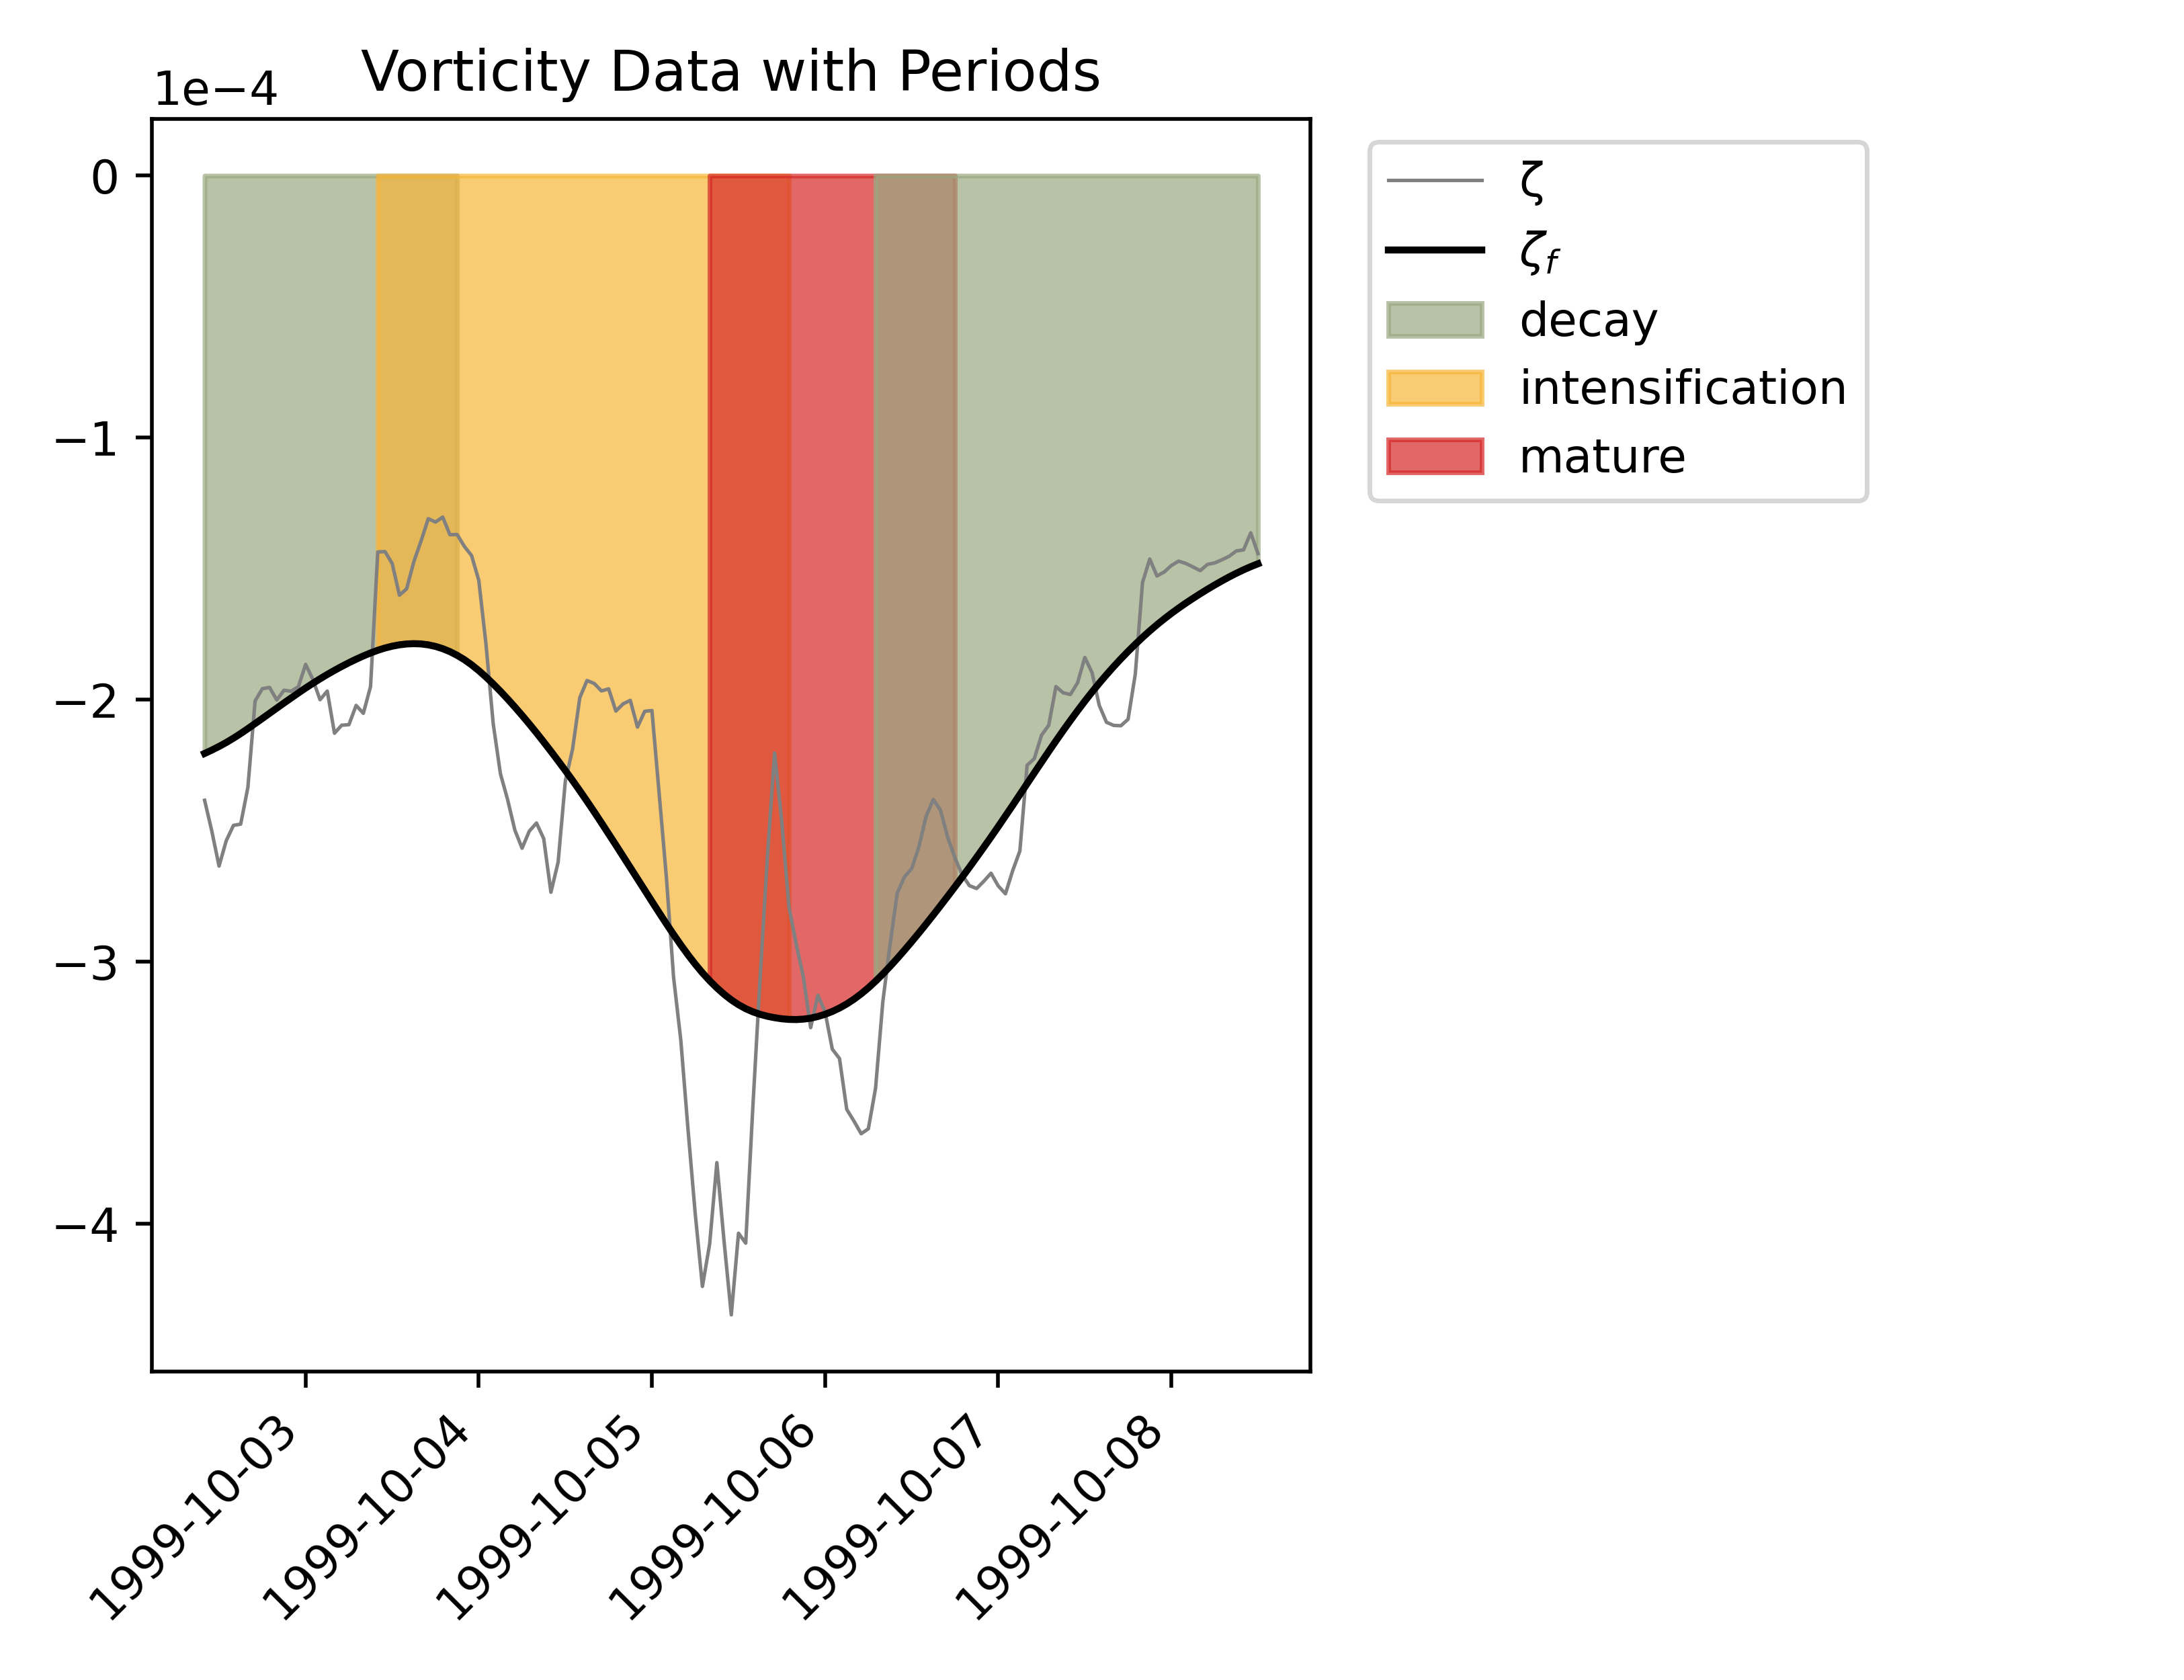 Vorticity Data with Periods
1e−4
0
−1
−2
−3
−4
1999-10-03
1999-10-04
1999-10-05
1999-10-06
1999-10-07
1999-10-08
ζ
ζf
decay
intensification
mature